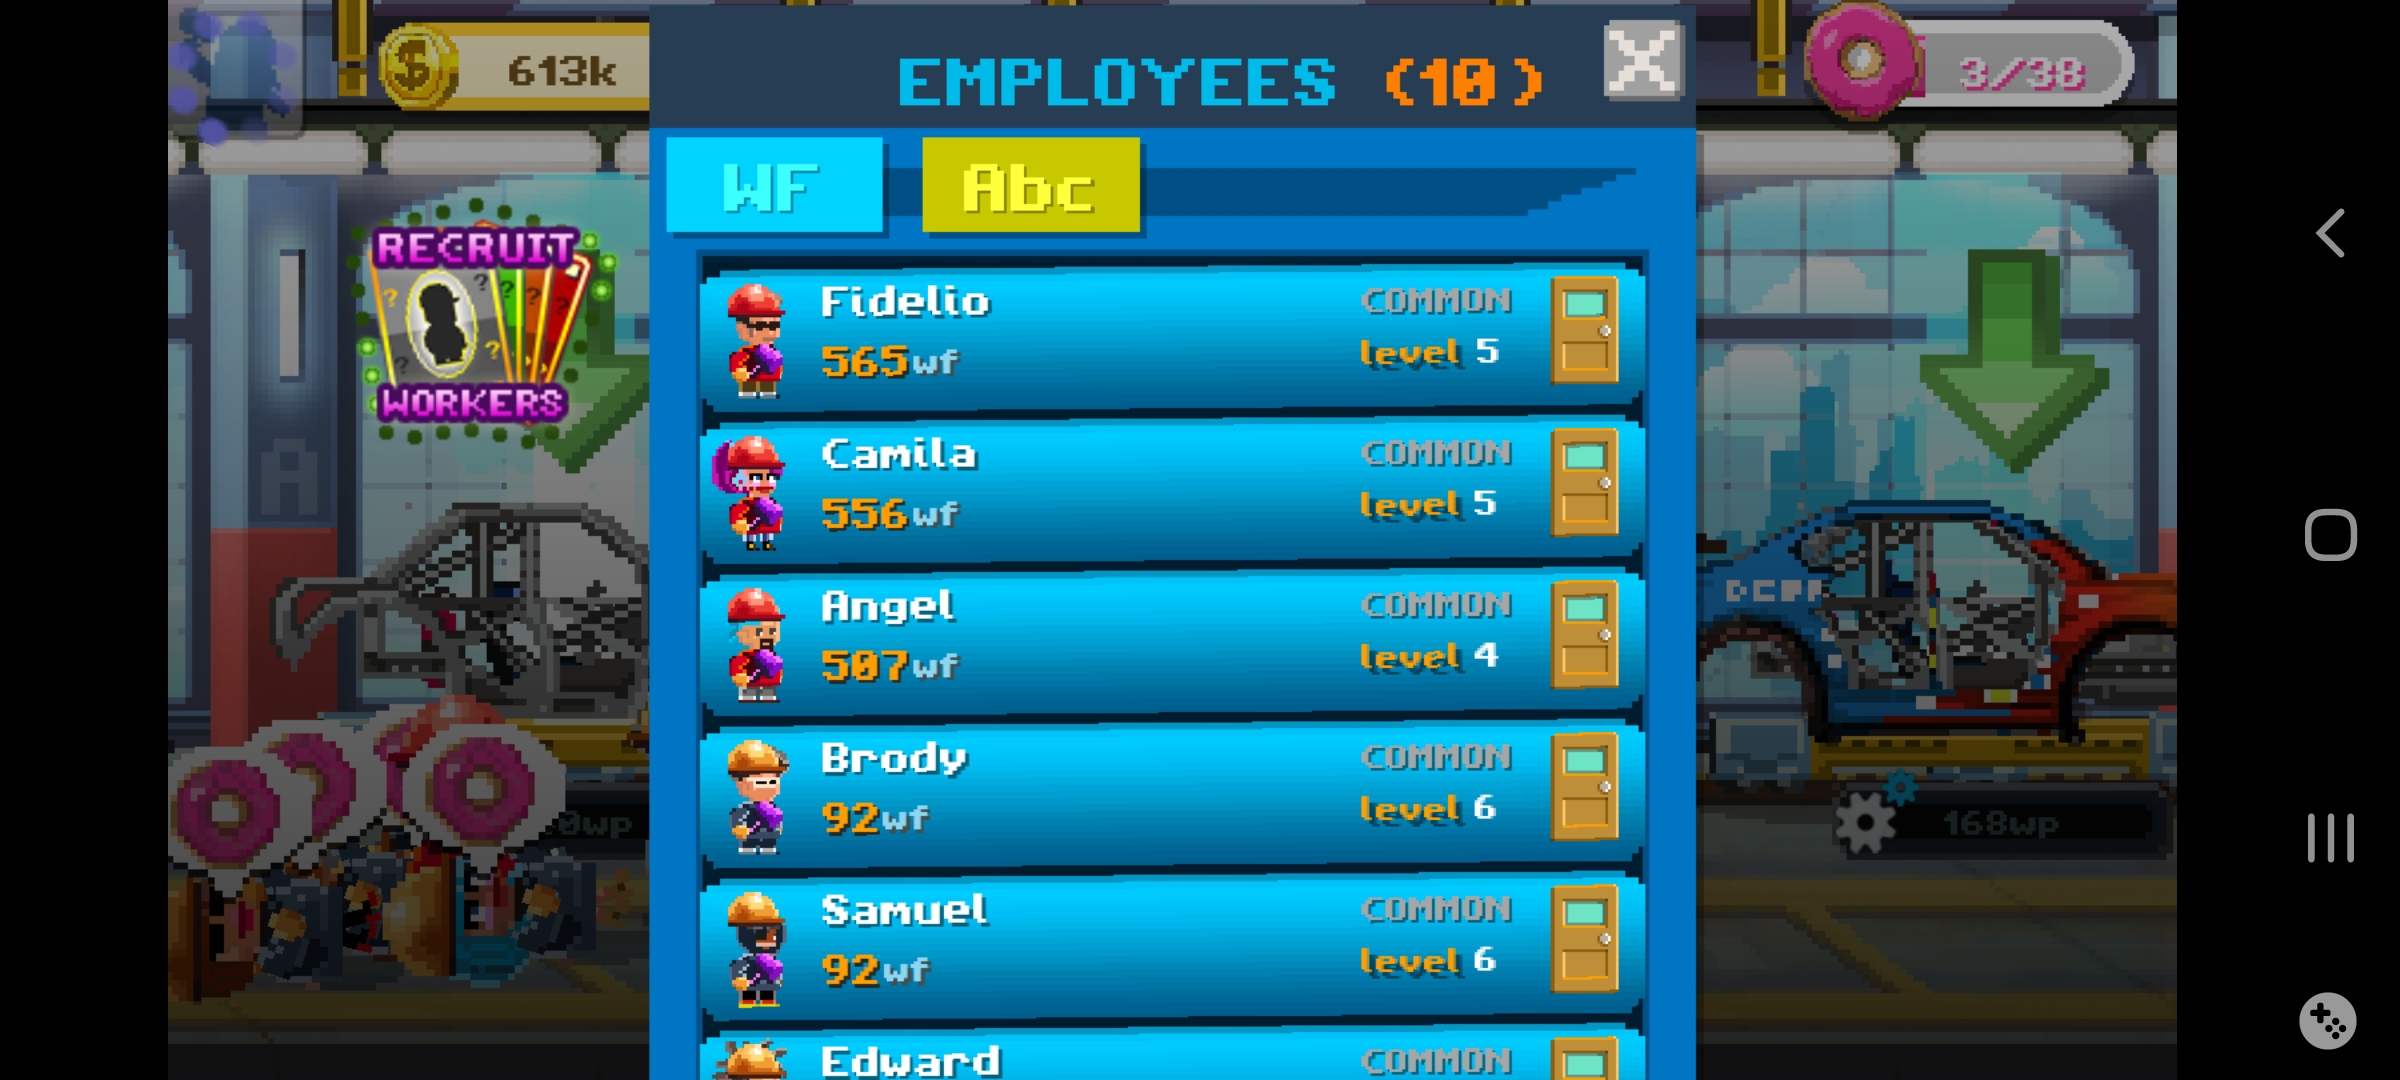 613k
EMPLOYEES (10)
3/38
WF
Abc
RECRUIT
WORKERS
Fidelio
COMMON
565wf
level 5
Camila
COMMON
556wf
level 5
Angel
COMMON
507wf
level 4
Brody
COMMON
92wf
level 6
Samuel
COMMON
92wf
level 6
Edward
COMMON
A
168wp